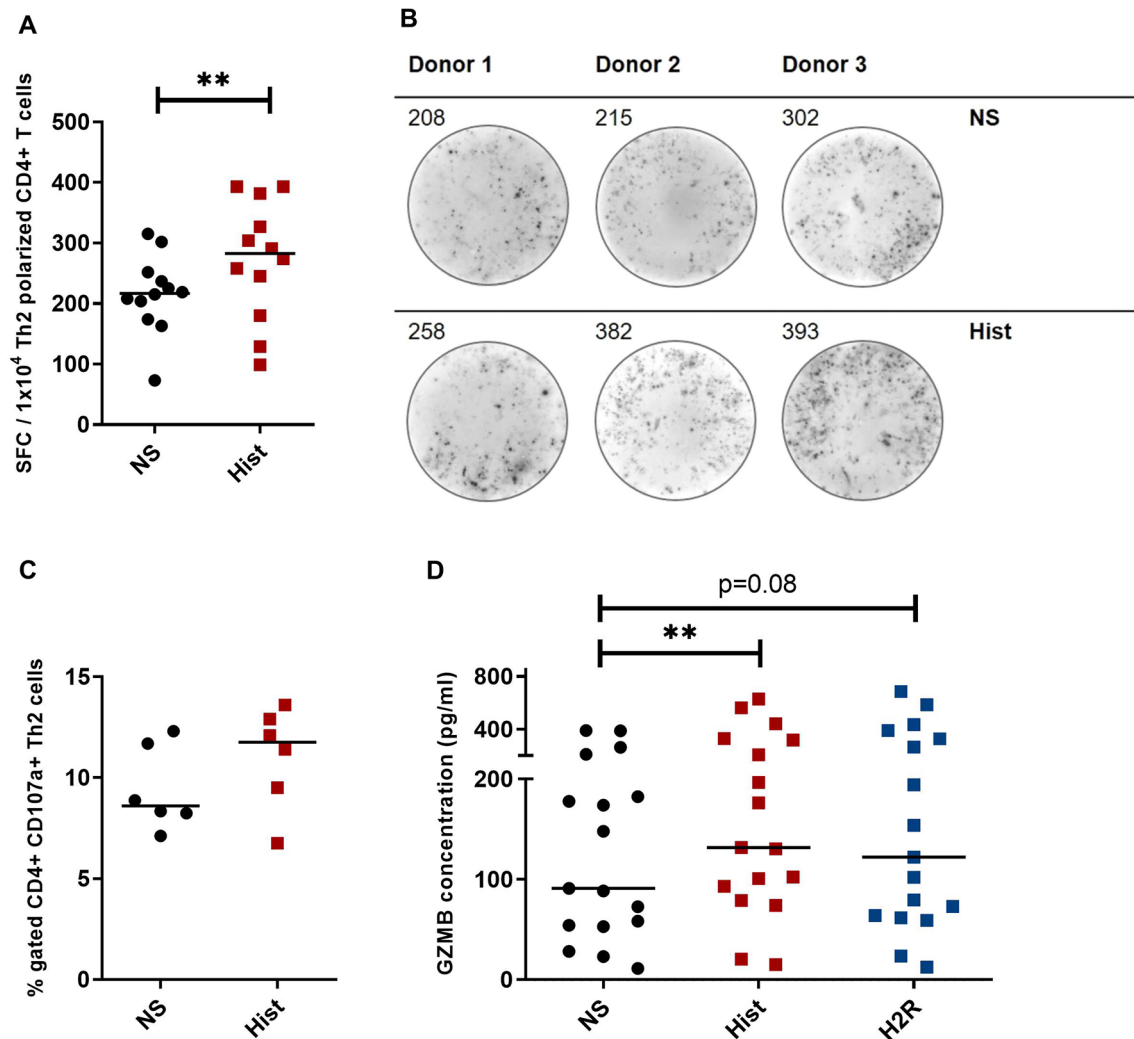 A
SFC / 1x10⁴ Th2 polarized CD4+ T cells
**
500
400
300
200
100
0
NS
Hist
B
Donor 1 Donor 2 Donor 3
208 215 302 NS
258 382 393 Hist
C
% gated CD4+ CD107a+ Th2 cells
15
10
5
0
NS
Hist
D
GZMB concentration (pg/ml)
p=0.08
**
800
400
200
100
0
NS
Hist
H2R